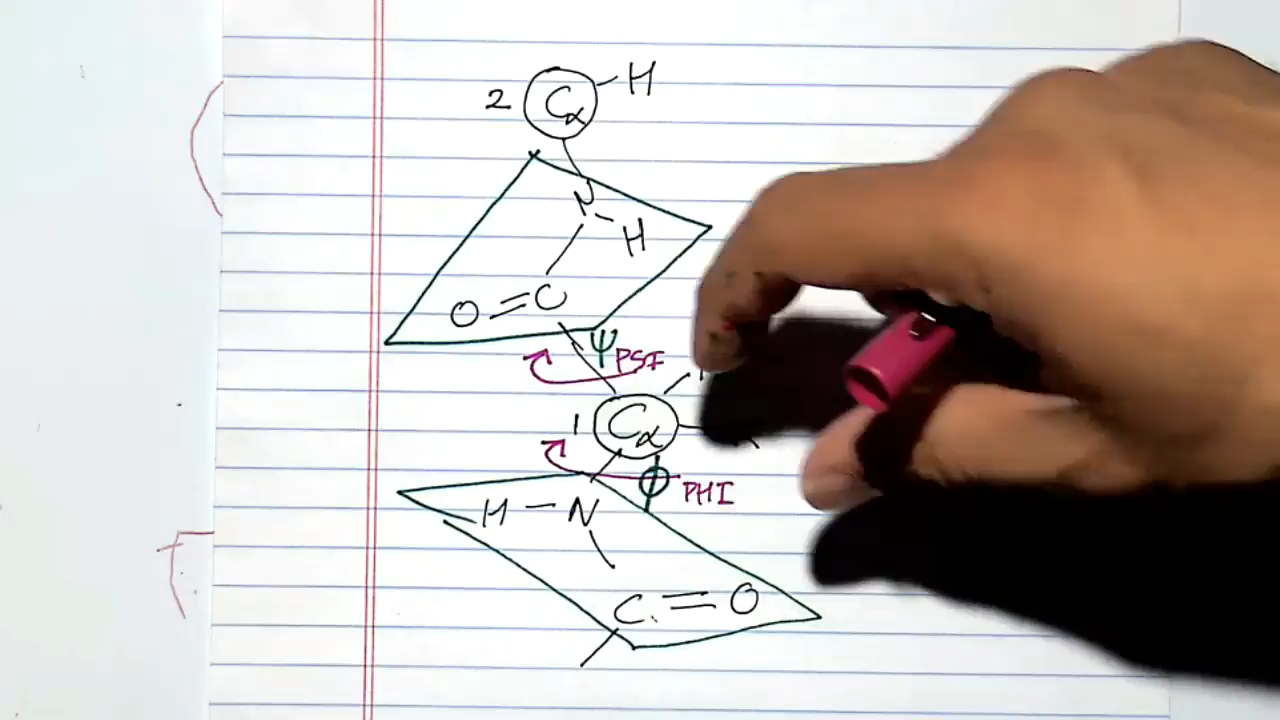 2 Cα H
N
H
O = C
Ψ PSI
1 Cα
Φ PHI
H — N
C = O